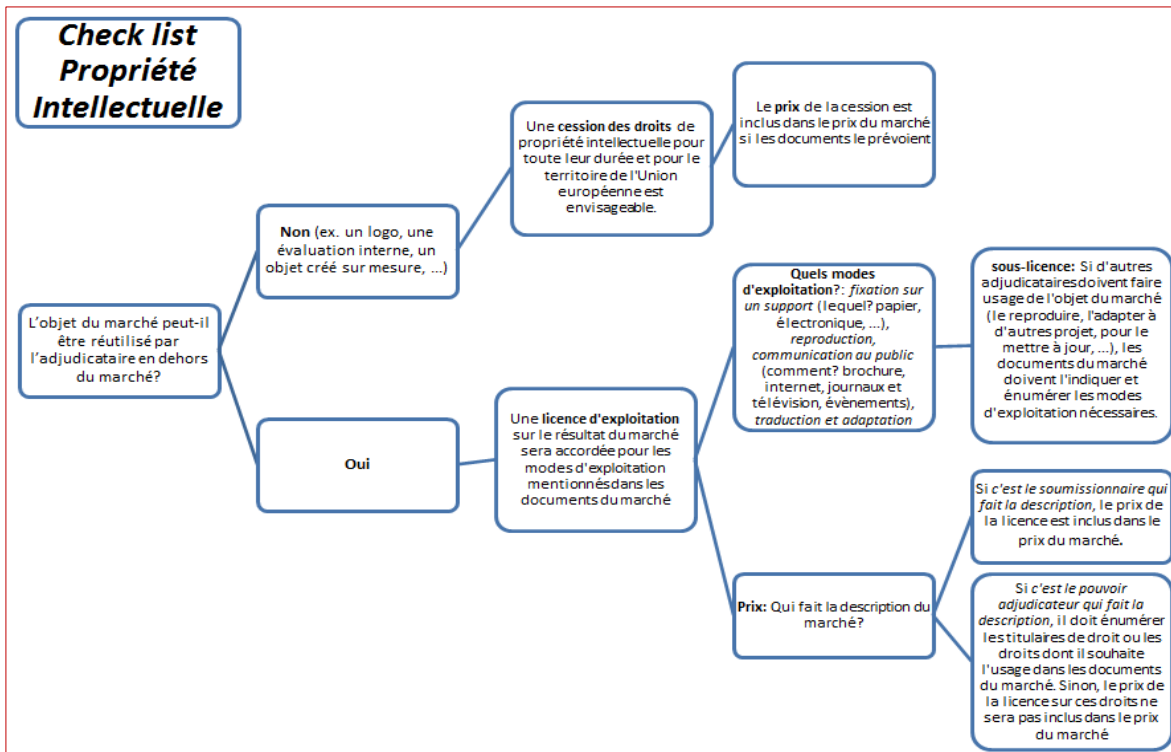 Check list
Propriété
Intellectuelle
L'objet du marché peut-il
être réutilisé par
l'adjudicataire en dehors
du marché?
Non (ex. un logo, une
évaluation interne, un
objet créé sur mesure, ...)
Une cession des droits de
propriété intellectuelle pour
toute leur durée et pour le
territoire de l'Union
européenne est
envisageable.
Le prix de la cession est
inclus dans le prix du marché
si les documents le prévoient
Oui
Une licence d'exploitation
sur le résultat du marché
sera accordée pour les
modes d'exploitation
mentionnés dans les
documents du marché
Quels modes
d'exploitation?: fixation sur
un support (lequel? papier,
électronique, ...),
reproduction,
communication au public
(comment? brochure,
internet, journaux et
télévision, évènements),
traduction et adaptation
sous-licence: Si d'autres
adjudicataires doivent faire
usage de l'objet du marché
(le reproduire, l'adapter à
d'autres projet, pour le
mettre à jour, ...), les
documents du marché
doivent l'indiquer et
énumérer les modes
d'exploitation nécessaires.
Prix: Qui fait la description du
marché?
Si c'est le soumissionnaire qui
fait la description, le prix de
la licence est inclus dans le
prix du marché.
Si c'est le pouvoir
adjudicateur qui fait la
description, il doit énumérer
les titulaires de droit ou les
droits dont il souhaite
l'usage dans les documents
du marché. Sinon, le prix de
la licence sur ces droits ne
sera pas inclus dans le prix
du marché